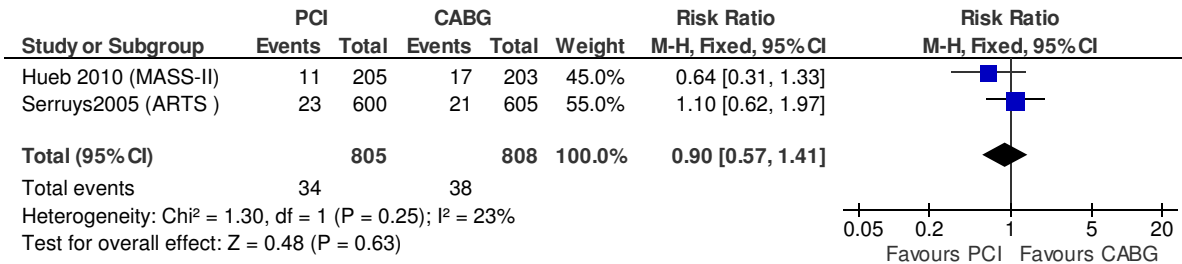 PCI CABG Risk Ratio Risk Ratio
Study or Subgroup Events Total Events Total Weight M-H, Fixed, 95% CI M-H, Fixed, 95% CI
Hueb 2010 (MASS-II) 11 205 17 203 45.0% 0.64 [0.31, 1.33]
Serruys2005 (ARTS ) 23 600 21 605 55.0% 1.10 [0.62, 1.97]
Total (95% CI) 805 808 100.0% 0.90 [0.57, 1.41]
Total events 34 38
Heterogeneity: Chi² = 1.30, df = 1 (P = 0.25); I² = 23%
Test for overall effect: Z = 0.48 (P = 0.63)
0.05 0.2 1 5 20
Favours PCI Favours CABG